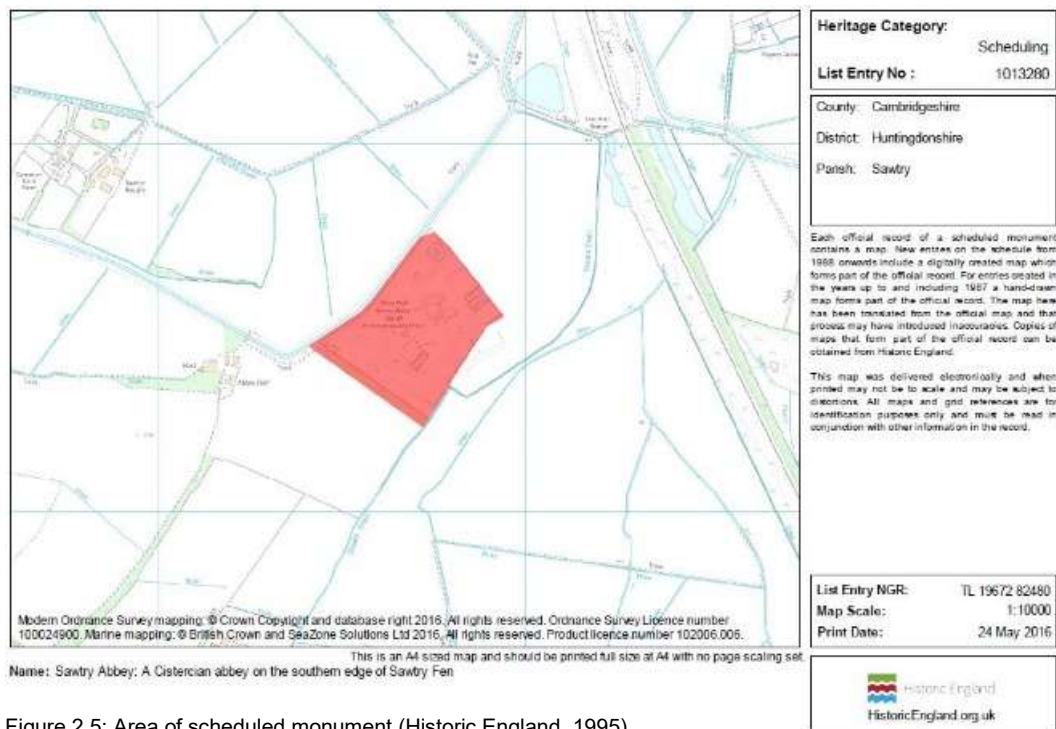 Heritage Category:
Scheduling
List Entry No :
1013280
County: Cambridgeshire
District: Huntingdonshire
Parish: Sawtry
Each official record of a scheduled monument
contains a map. New entries on the schedule from
1988 onwards include a digitally created map which
forms part of the official record. For entries created in
the years up to and including 1987 a hand-drawn
map forms part of the official record. The map here
has been translated from the official map and that
process may have introduced inaccuracies. Copies of
maps that form part of the official record can be
obtained from Historic England.
This map was delivered electronically and when
printed may not be to scale and may be subject to
distortions. All maps and grid references are for
identification purposes only and must be read in
conjunction with other information in the record.
List Entry NGR: TL 19672 82480
Map Scale: 1:10000
Print Date: 24 May 2016
Modern Ordnance Survey mapping: © Crown Copyright and database right 2016. All rights reserved. Ordnance Survey Licence number
100024900. Marine mapping: © British Crown and SeaZone Solutions Ltd 2016. All rights reserved. Product licence number 102006.006.
This is an A4 sized map and should be printed full size at A4 with no page scaling set.
Name: Sawtry Abbey: A Cistercian abbey on the southern edge of Sawtry Fen
Historic England
HistoricEngland.org.uk
Figure 2.5: Area of scheduled monument (Historic England, 1995)